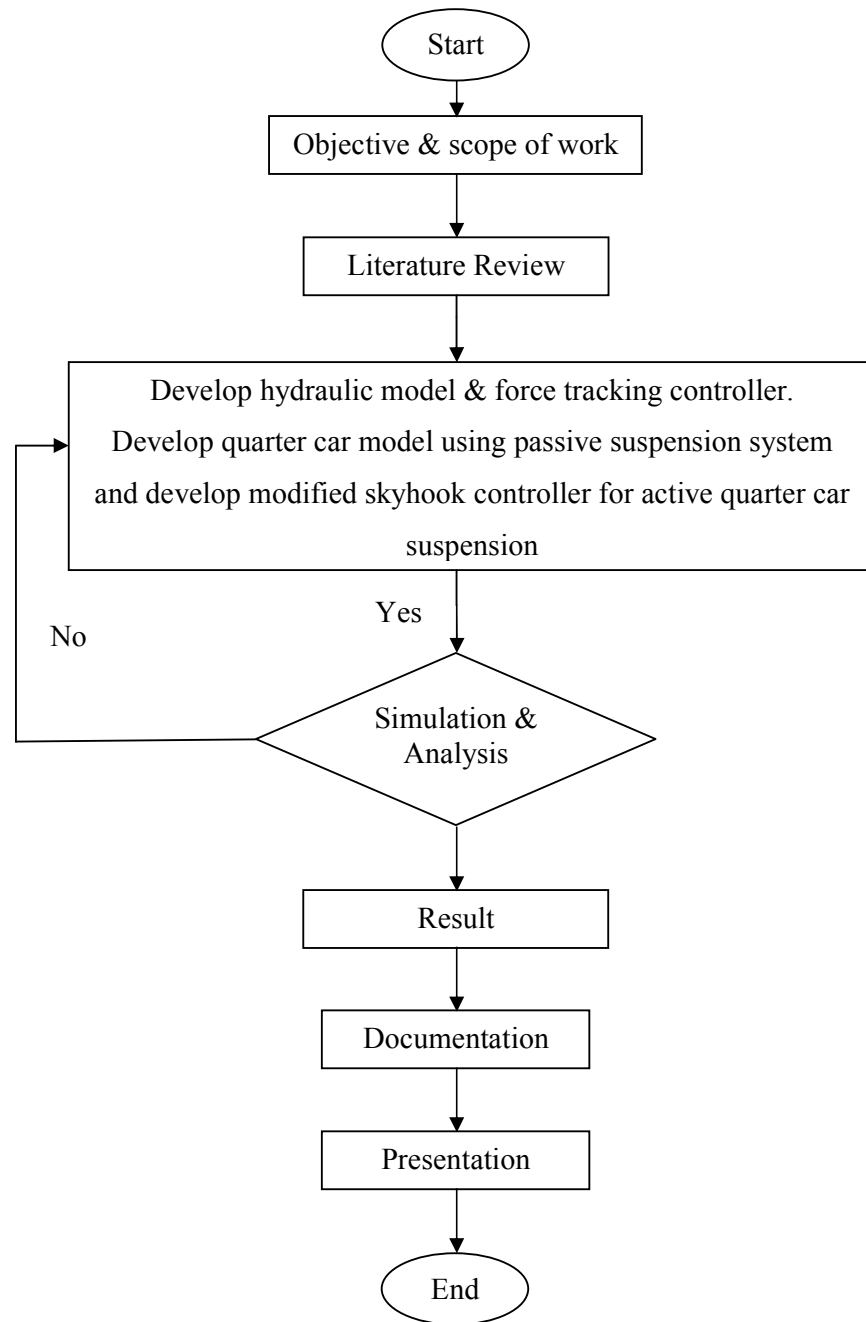 Start
Objective & scope of work
Literature Review
Develop hydraulic model & force tracking controller.
Develop quarter car model using passive suspension system
and develop modified skyhook controller for active quarter car
suspension
No
Yes
Simulation &
Analysis
Result
Documentation
Presentation
End